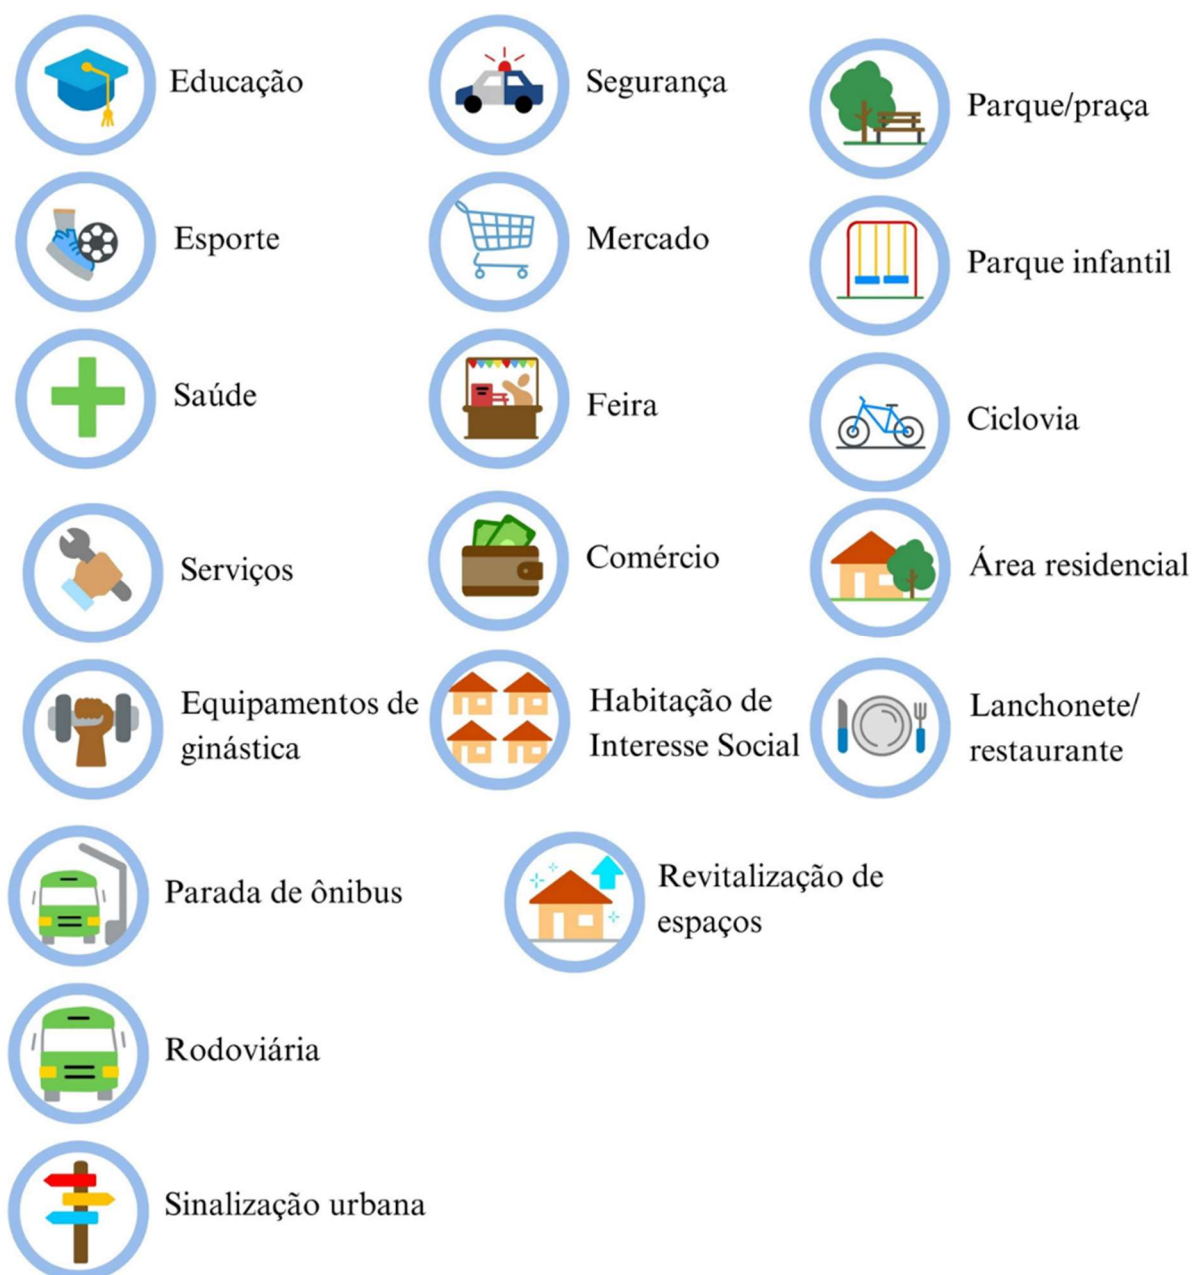 Educação
Esporte
Saúde
Serviços
Equipamentos de
ginástica
Parada de ônibus
Rodoviária
Sinalização urbana
Segurança
Mercado
Feira
Comércio
Habitação de
Interesse Social
Revitalização de
espaços
Parque/praça
Parque infantil
Ciclovia
Área residencial
Lanchonete/
restaurante